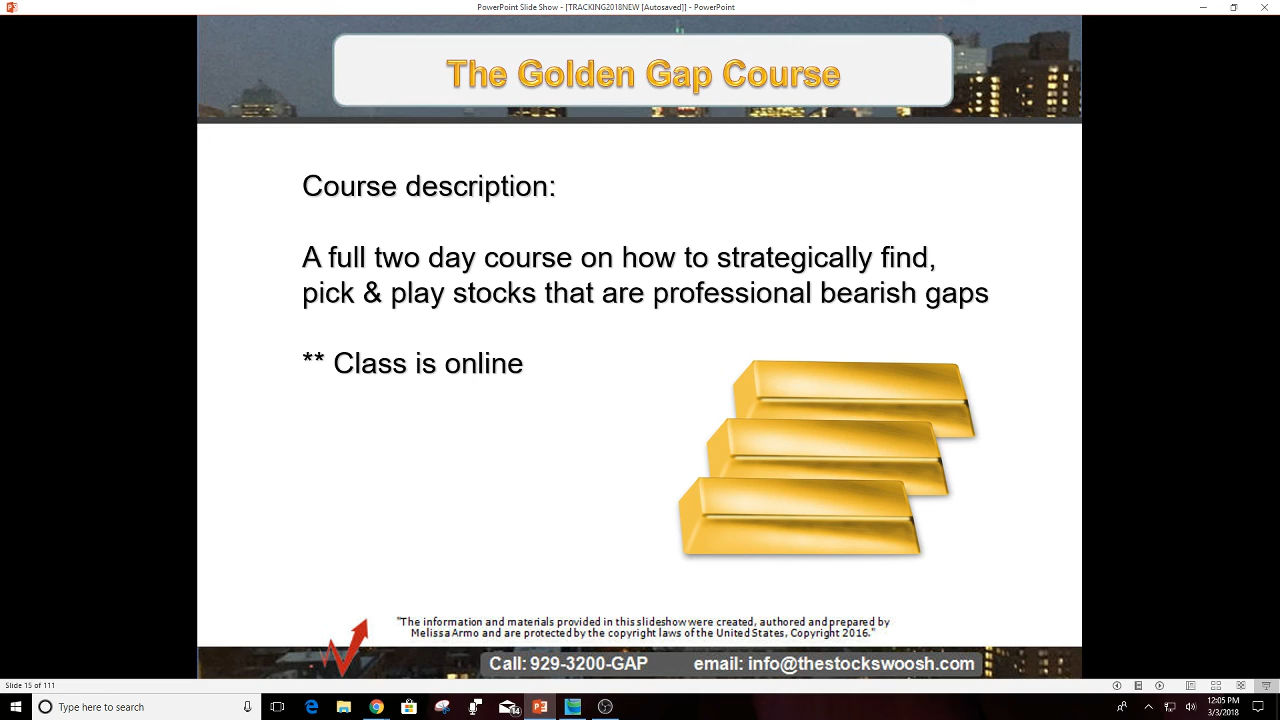 PowerPoint Slide Show - [TRACKING2018NEW [Autosaved]] - PowerPoint
The Golden Gap Course
Course description:
A full two day course on how to strategically find,
pick & play stocks that are professional bearish gaps
** Class is online
"The information and materials provided in this slideshow were created, authored and prepared by
Melissa Armo and are protected by the copyright laws of the United States, Copyright 2016."
Call: 929-3200-GAP email: info@thestockswoosh.com
Slide 15 of 111
Type here to search
14
12:05 PM
3/3/2018